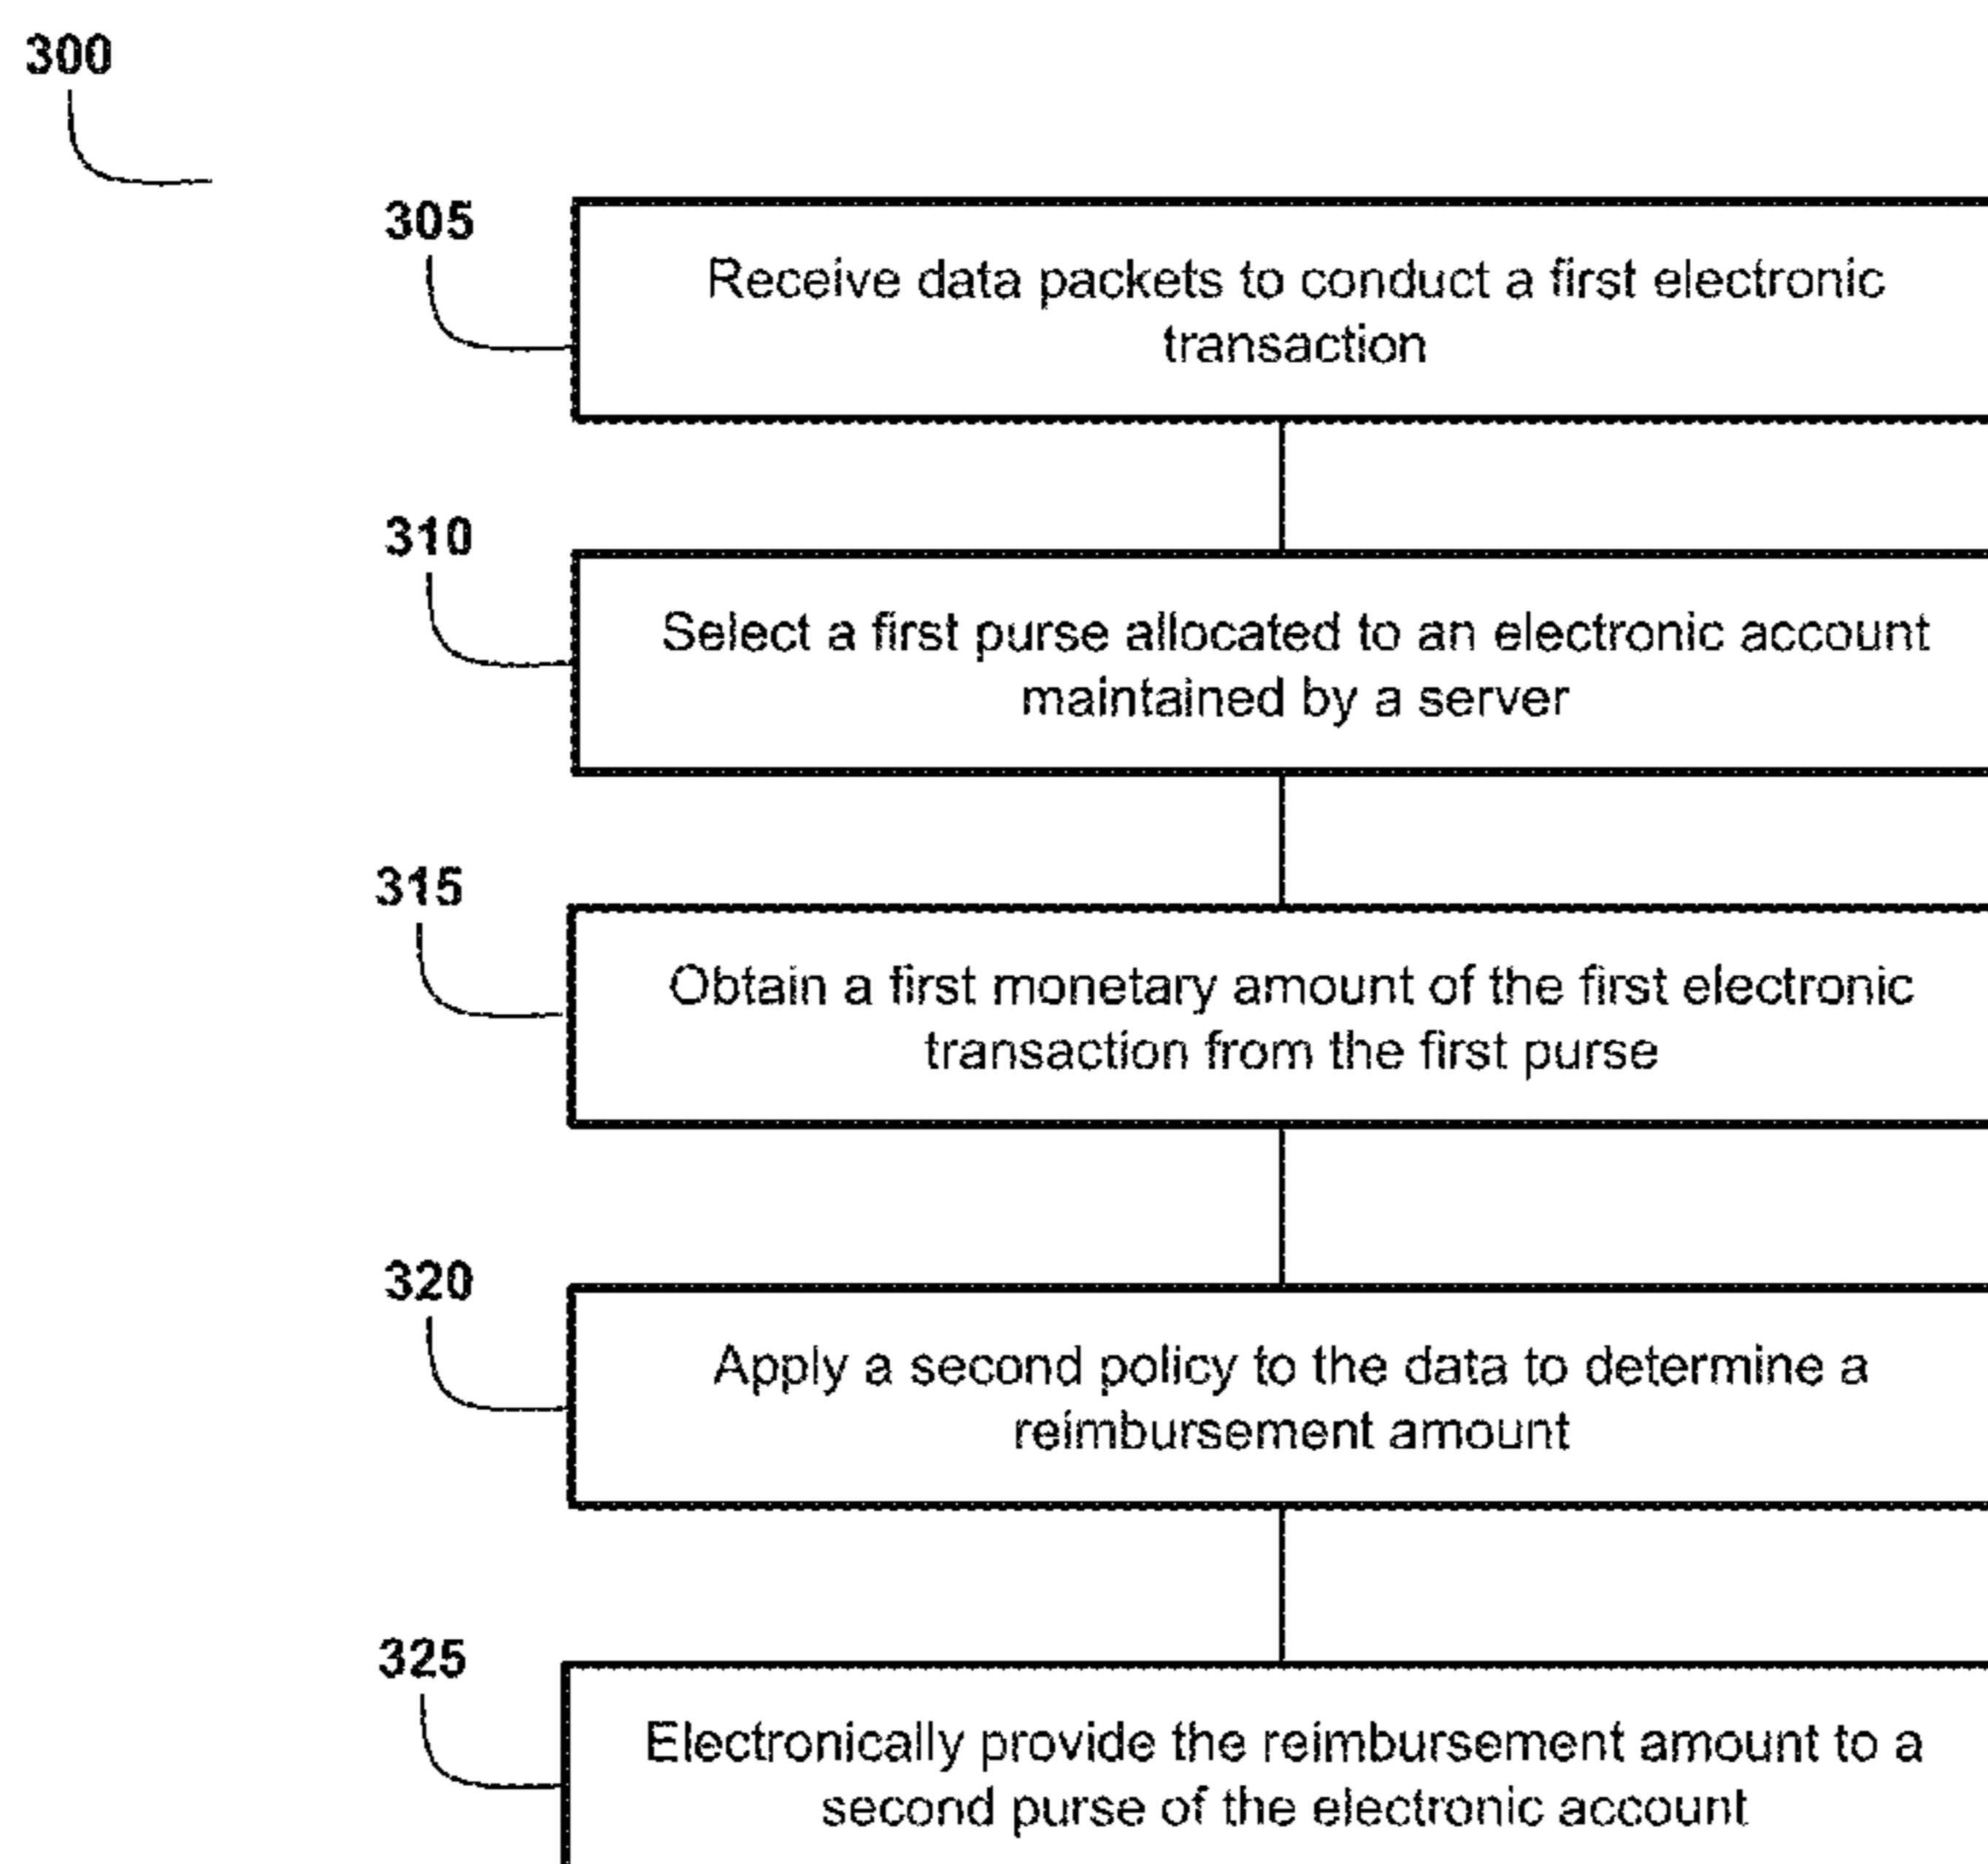 300
305
Receive data packets to conduct a first electronic
transaction
310
Select a first purse allocated to an electronic account
maintained by a server
315
Obtain a first monetary amount of the first electronic
transaction from the first purse
320
Apply a second policy to the data to determine a
reimbursement amount
325
Electronically provide the reimbursement amount to a
second purse of the electronic account